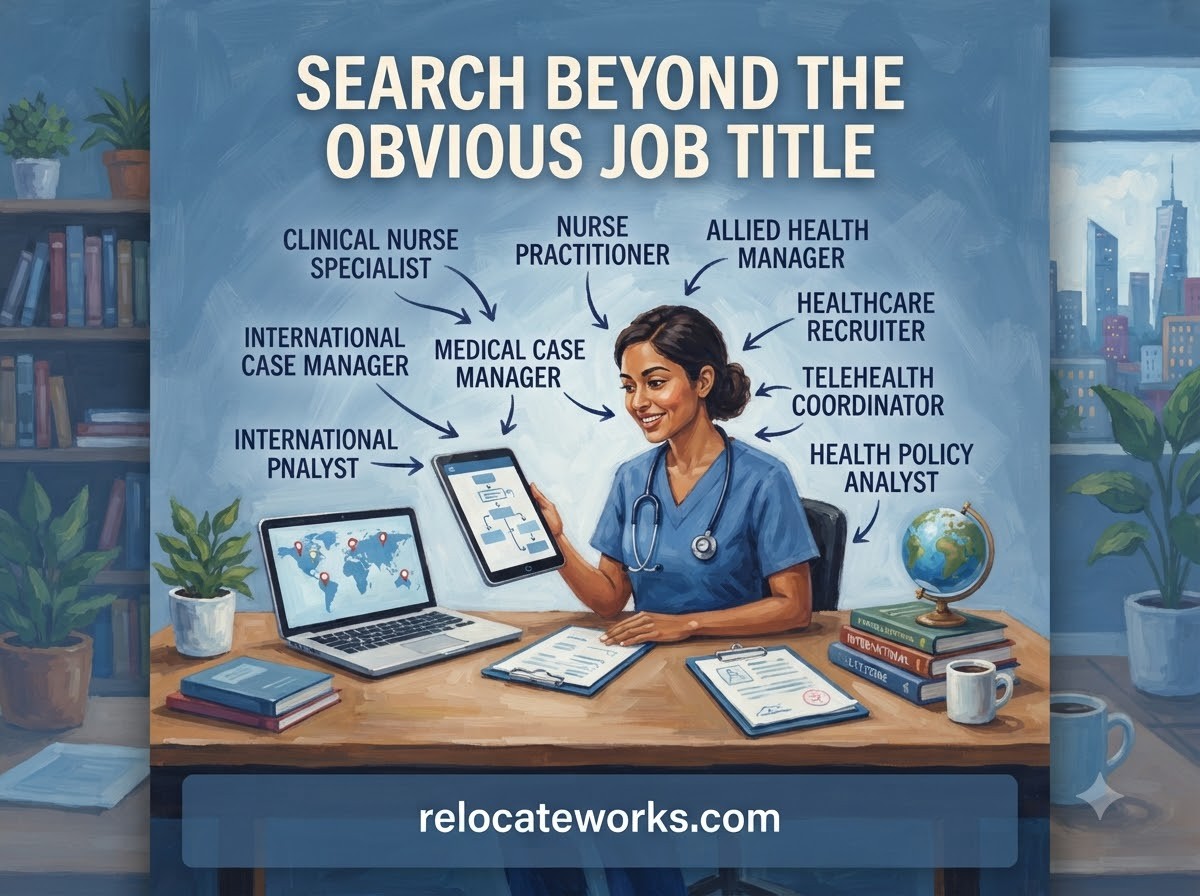 SEARCH BEYOND THE
OBVIOUS JOB TITLE
CLINICAL NURSE
SPECIALIST
NURSE
PRACTITIONER
ALLIED HEALTH
MANAGER
INTERNATIONAL
CASE MANAGER
MEDICAL CASE
MANAGER
HEALTHCARE
RECRUITER
TELEHEALTH
COORDINATOR
INTERNATIONAL
PNALYST
HEALTH POLICY
ANALYST
INTERNATIONAL
relocateworks.com